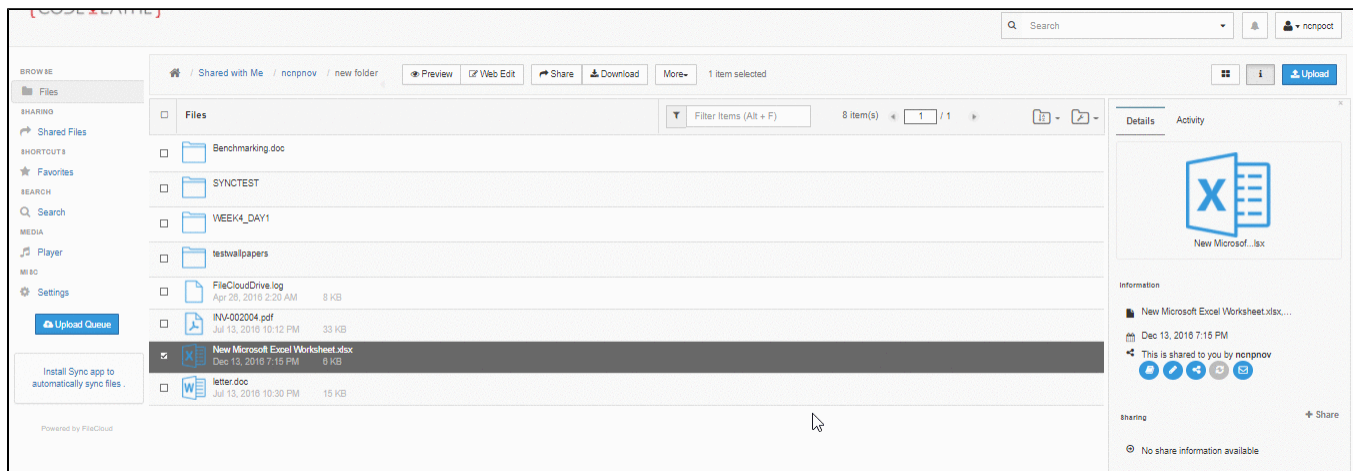 Search
ncnpoct
BROWSE
Files
SHARING
Shared Files
SHORTCUTS
Favorites
SEARCH
Search
MEDIA
Player
MISC
Settings
Upload Queue
Install Sync app to
automatically sync files .
Powered by FileCloud
/ Shared with Me / ncnpnov / new folder
Preview Web Edit Share Download More 1 item selected
i Upload
Files Filter Items (Alt + F) 8 item(s) 1 / 1
Benchmarking.doc
SYNCTEST
WEEK4_DAY1
testwallpapers
FileCloudDrive.log
Apr 26, 2016 2:20 AM 8 KB
INV-002004.pdf
Jul 13, 2016 10:12 PM 33 KB
New Microsoft Excel Worksheet.xlsx
Dec 13, 2016 7:15 PM 6 KB
letter.doc
Jul 13, 2016 10:30 PM 15 KB
Details Activity
New Microsof...lsx
Information
New Microsoft Excel Worksheet.xlsx,...
Dec 13, 2016 7:15 PM
This is shared to you by ncnpnov
Sharing + Share
No share information available